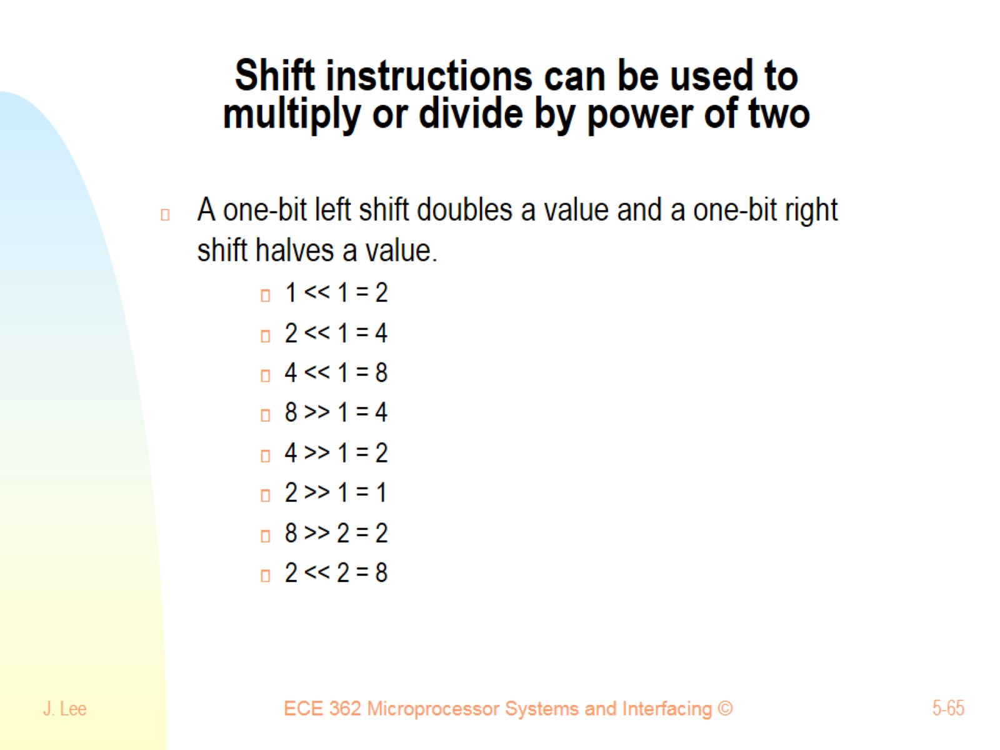 Shift instructions can be used to
multiply or divide by power of two
A one-bit left shift doubles a value and a one-bit right
shift halves a value.
1 << 1 = 2
2 << 1 = 4
4 << 1 = 8
8 >> 1 = 4
4 >> 1 = 2
2 >> 1 = 1
8 >> 2 = 2
2 << 2 = 8
J. Lee
ECE 362 Microprocessor Systems and Interfacing ©
5-65